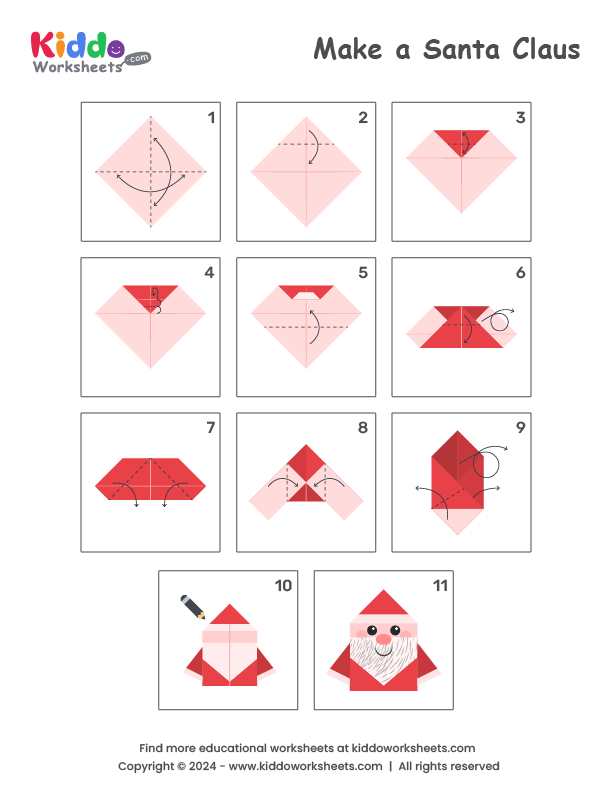 Kiddo
Worksheets.com
Make a Santa Claus
1
2
3
4
5
6
7
8
9
10
11
Find more educational worksheets at kiddoworksheets.com
Copyright © 2024 - www.kiddoworksheets.com | All rights reserved